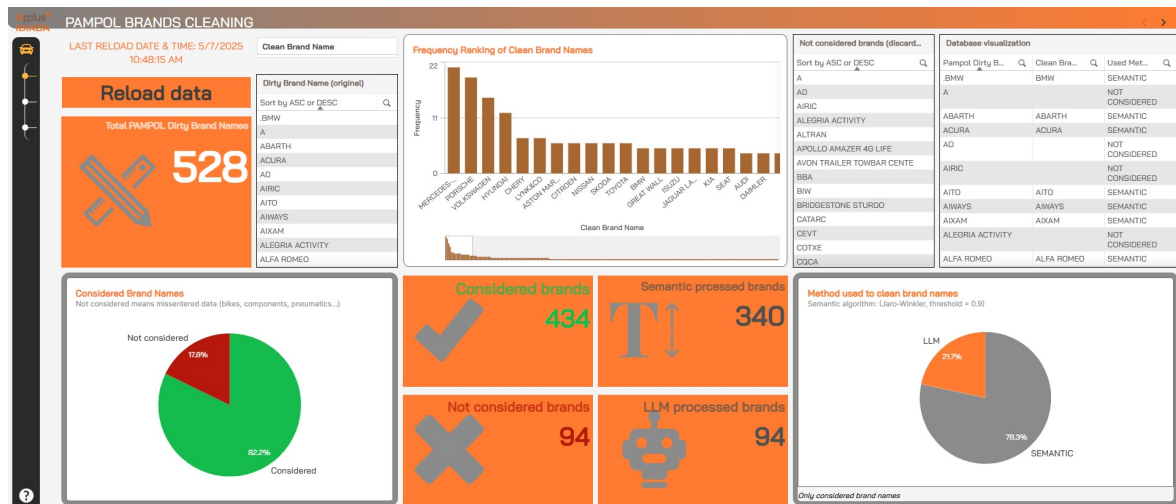 applus
IDIADA
PAMPOL BRANDS CLEANING
LAST RELOAD DATE & TIME: 5/7/2025
10:48:15 AM
Reload data
Total PAMPOL Dirty Brand Names
528
Clean Brand Name
Dirty Brand Name (original)
Sort by ASC or DESC
.BMW
A
ABARTH
ACURA
AD
AIRIC
AITO
AIWAYS
AIXAM
ALEGRIA ACTIVITY
ALFA ROMEO
Frequency Ranking of Clean Brand Names
Frequency
22
11
0
MERCEDES-...
PORSCHE
VOLKSWAGEN
HYUNDAI
CHERY
LYNK&CO
ASTON MAR...
CITROEN
NISSAN
SKODA
TOYOTA
BMW
GREAT WALL
ISUZU
JAGUAR LA...
KIA
SEAT
AUDI
DAIMLER
Clean Brand Name
Not considered brands (discard...
Sort by ASC or DESC
A
AD
AIRIC
ALEGRIA ACTIVITY
ALTRAN
APOLLO AMAZER 4G LIFE
AVON TRAILER TOWBAR CENTE
BBA
BIW
BRIDGESTONE STURDO
CATARC
CEVT
COTXE
CQCA
Database visualization
Pampol Dirty B... Clean Bra... Used Met...
.BMW BMW SEMANTIC
A NOT
CONSIDERED
ABARTH ABARTH SEMANTIC
ACURA ACURA SEMANTIC
AD NOT
CONSIDERED
AIRIC NOT
CONSIDERED
AITO AITO SEMANTIC
AIWAYS AIWAYS SEMANTIC
AIXAM AIXAM SEMANTIC
ALEGRIA ACTIVITY NOT
CONSIDERED
ALFA ROMEO ALFA ROMEO SEMANTIC
Considered Brand Names
Not considered means missentered data (bikes, components, pneumatics...)
Not considered
17.8%
82.2%
Considered
Considered brands
434
Semantic prcessed brands
340
Not considered brands
94
LLM processed brands
94
Method used to clean brand names
Semantic algorithm: (Jaro-Winkler, threshold = 0.9)
LLM
21.7%
78.3%
SEMANTIC
Only considered brand names
?